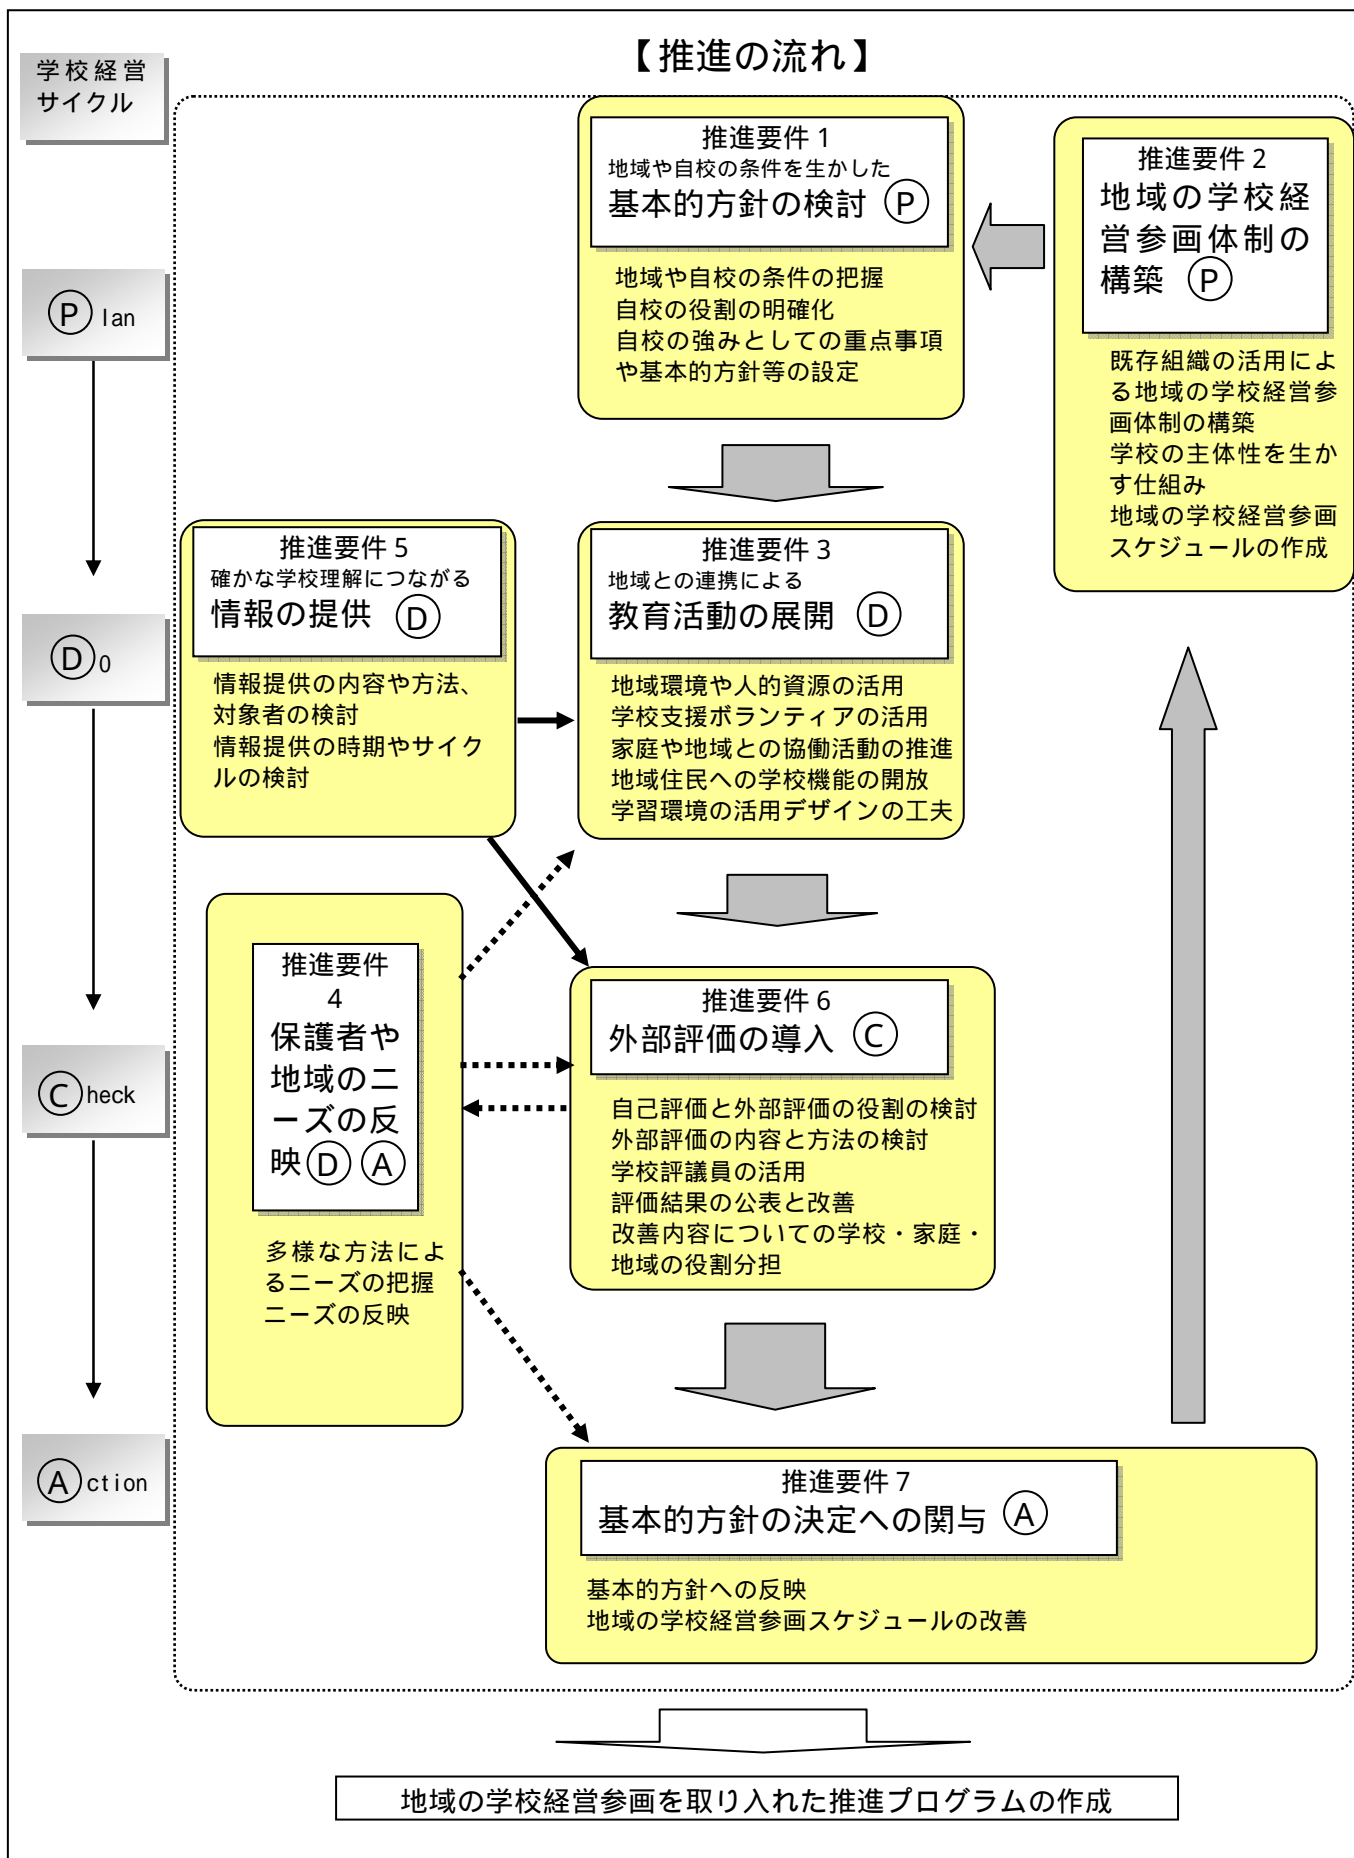 【推進の流れ】
学校経営
サイクル
Ⓟlan
Ⓓo
Ⓒheck
Ⓐction
推進要件1
地域や自校の条件を生かした
基本的方針の検討 Ⓟ
地域や自校の条件の把握
自校の役割の明確化
自校の強みとしての重点事項
や基本的方針等の設定
推進要件2
地域の学校経
営参画体制の
構築 Ⓟ
既存組織の活用によ
る地域の学校経営参
画体制の構築
学校の主体性を生か
す仕組み
地域の学校経営参画
スケジュールの作成
推進要件5
確かな学校理解につながる
情報の提供 Ⓓ
情報提供の内容や方法、
対象者の検討
情報提供の時期やサイク
ルの検討
推進要件3
地域との連携による
教育活動の展開 Ⓓ
地域環境や人的資源の活用
学校支援ボランティアの活用
家庭や地域との協働活動の推進
地域住民への学校機能の開放
学習環境の活用デザインの工夫
推進要件
4
保護者や
地域のニ
ーズの反
映Ⓓ Ⓐ
多様な方法によ
るニーズの把握
ニーズの反映
推進要件6
外部評価の導入 Ⓒ
自己評価と外部評価の役割の検討
外部評価の内容と方法の検討
学校評議員の活用
評価結果の公表と改善
改善内容についての学校・家庭・
地域の役割分担
推進要件7
基本的方針の決定への関与 Ⓐ
基本的方針への反映
地域の学校経営参画スケジュールの改善
地域の学校経営参画を取り入れた推進プログラムの作成